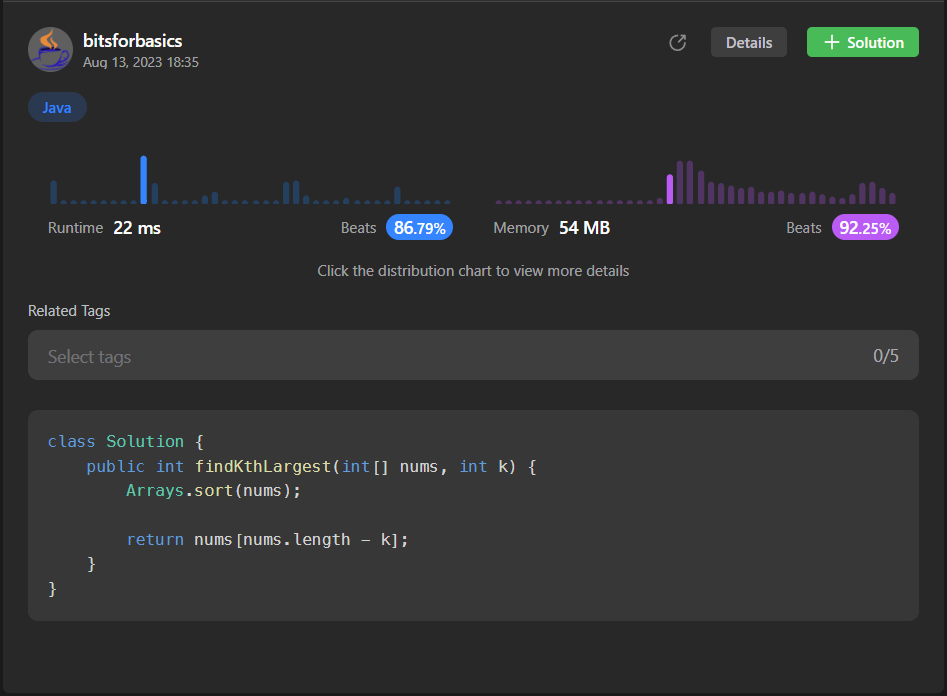 bitsforbasics
Details
+ Solution
Aug 13, 2023 18:35
Java
Runtime 22 ms Beats 86.79%
Memory 54 MB Beats 92.25%
Click the distribution chart to view more details
Related Tags
Select tags 0/5
class Solution {
    public int findKthLargest(int[] nums, int k) {
        Arrays.sort(nums);
        return nums[nums.length - k];
    }
}